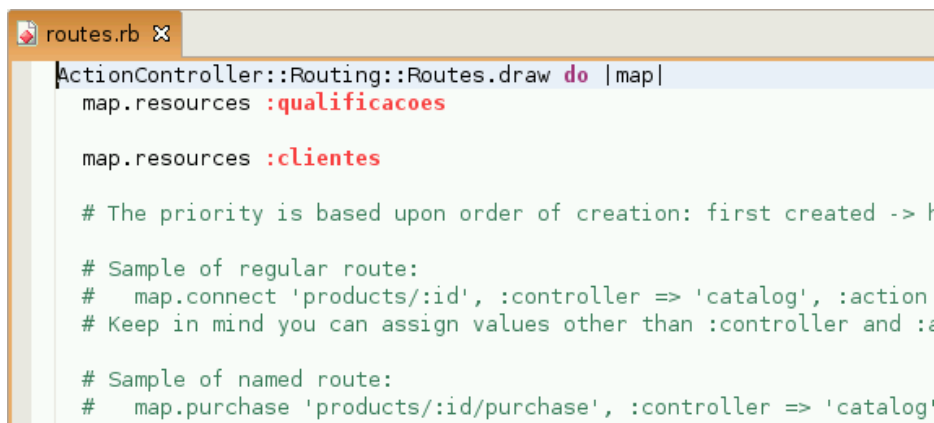 routes.rb
ActionController::Routing::Routes.draw do |map|
map.resources :qualificacoes
map.resources :clientes
# The priority is based upon order of creation: first created ->
# Sample of regular route:
#   map.connect 'products/:id', :controller => 'catalog', :action
# Keep in mind you can assign values other than :controller and
# Sample of named route:
#   map.purchase 'products/:id/purchase', :controller => 'catalog'